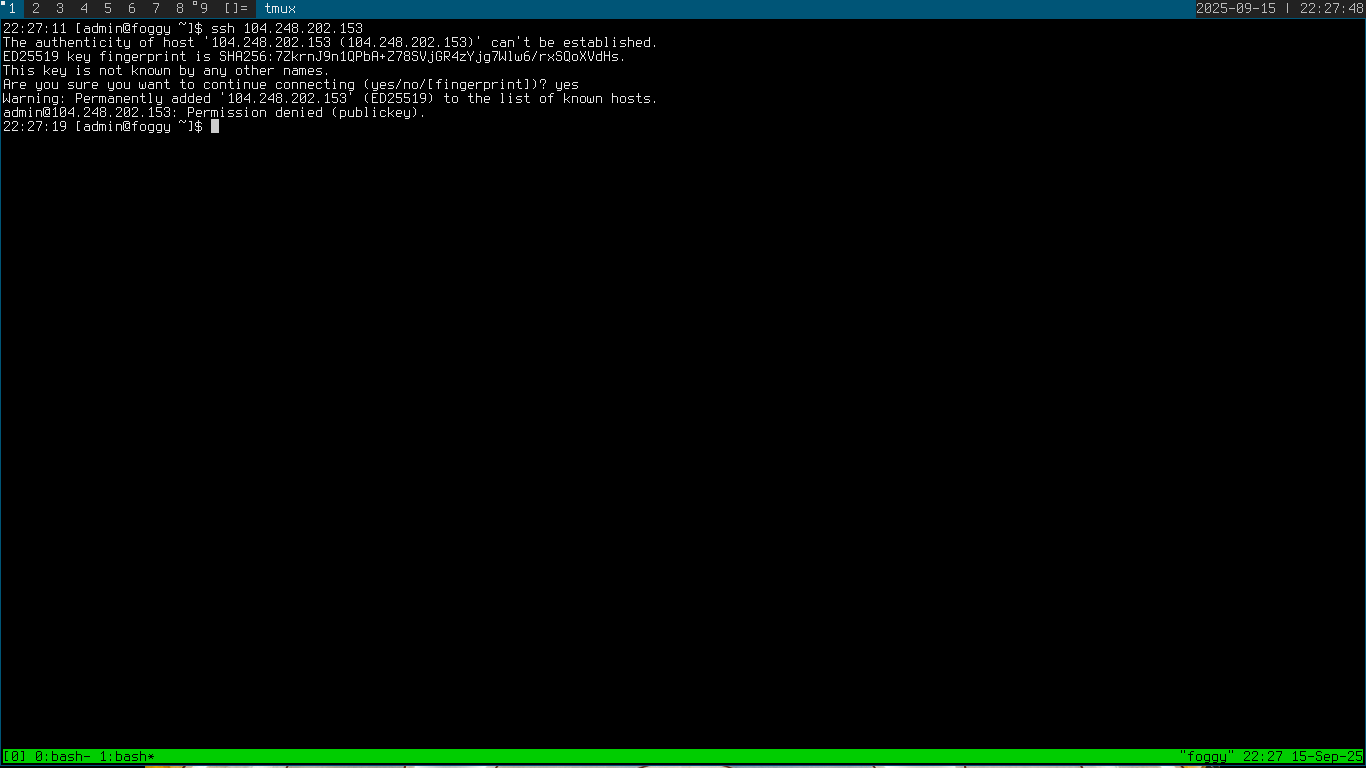 1 2 3 4 5 6 7 8 9 []= tmux 2025-09-15 | 22:27:48
22:27:11 [admin@foggy ~]$ ssh 104.248.202.153
The authenticity of host '104.248.202.153 (104.248.202.153)' can't be established.
ED25519 key fingerprint is SHA256:7ZkrnJ9n1QPbA+Z78SVjGR4zYjg7Wlw6/rxSQoXVdHs.
This key is not known by any other names.
Are you sure you want to continue connecting (yes/no/[fingerprint])? yes
Warning: Permanently added '104.248.202.153' (ED25519) to the list of known hosts.
admin@104.248.202.153: Permission denied (publickey).
22:27:19 [admin@foggy ~]$
[0] 0:bash- 1:bash* "foggy" 22:27 15-Sep-25